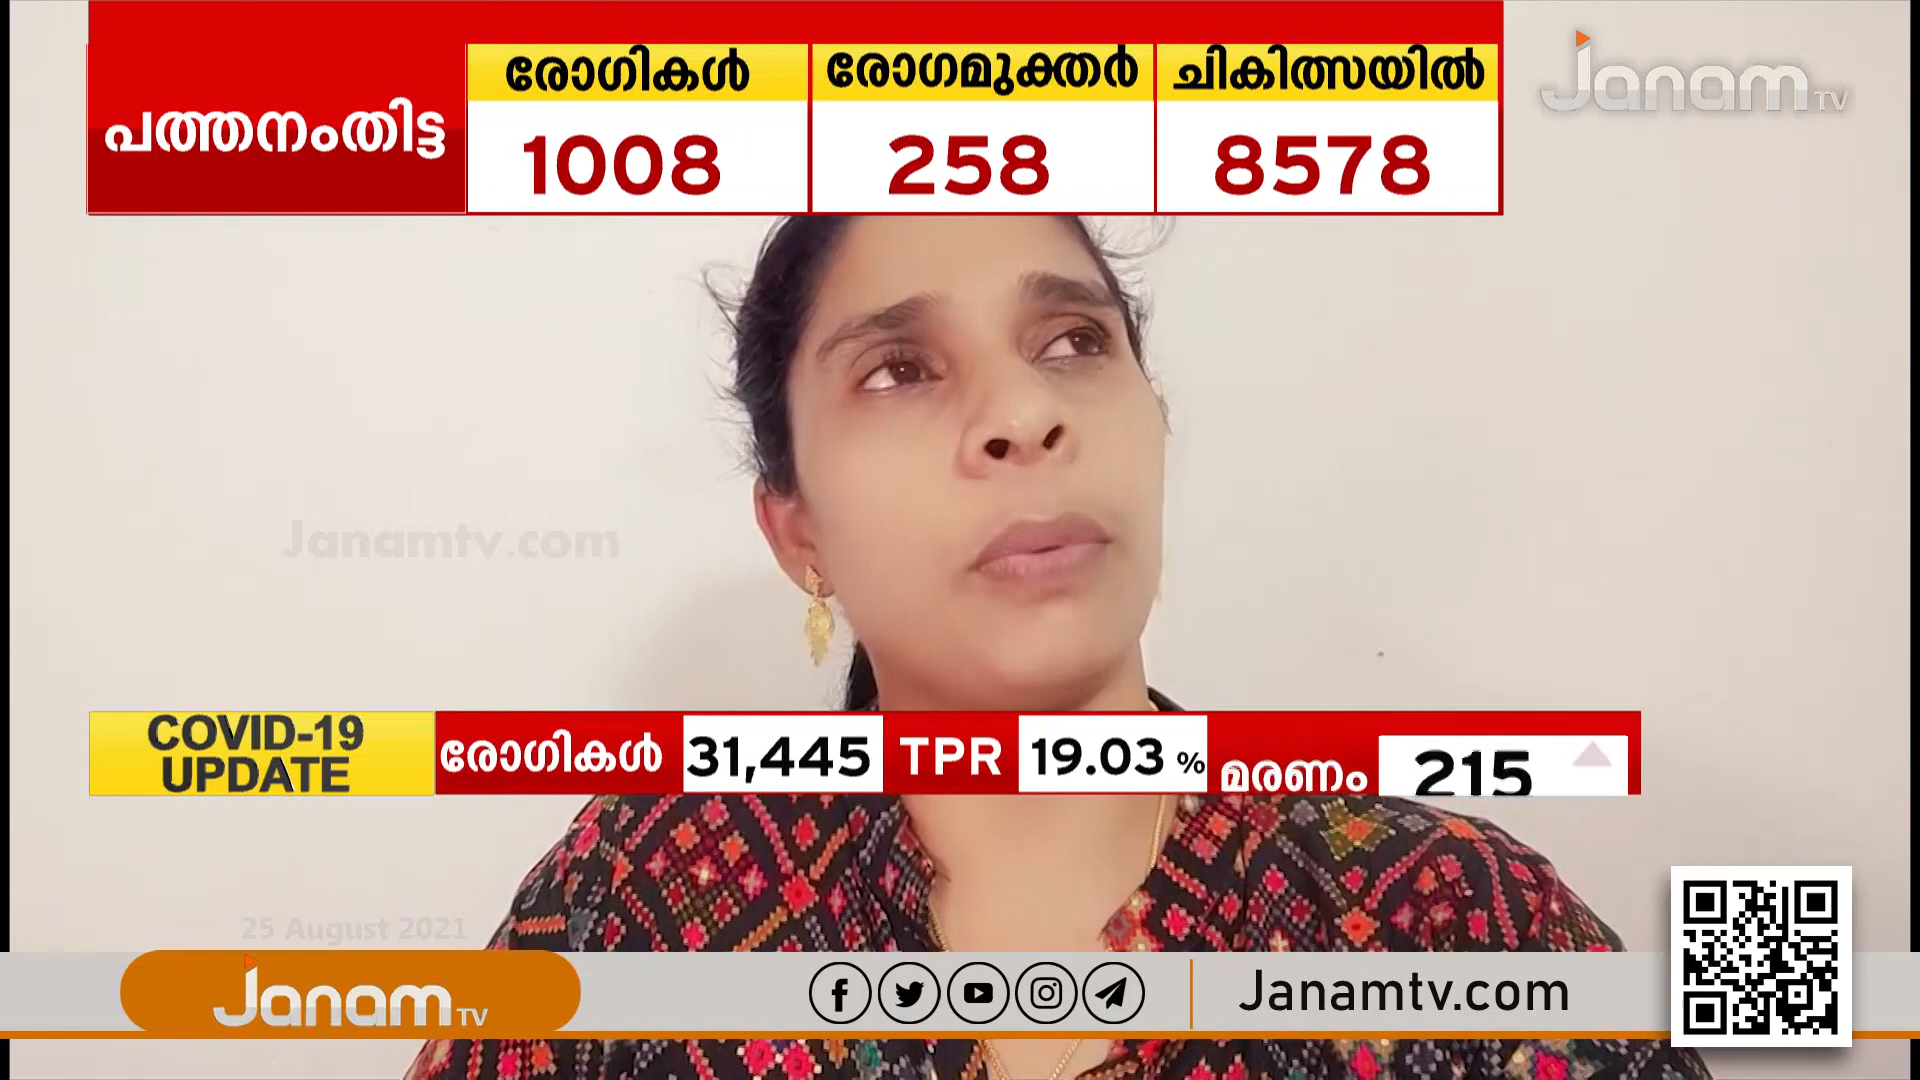 രോഗികൾ രോഗമുക്തർ ചികിത്സയിൽ
പത്തനംതിട്ട 1008 258 8578
Janam TV
Janamtv.com
COVID-19
UPDATE
രോഗികൾ 31,445 TPR 19.03 % മരണം 215
25 August 2021
Janam TV
Janamtv.com